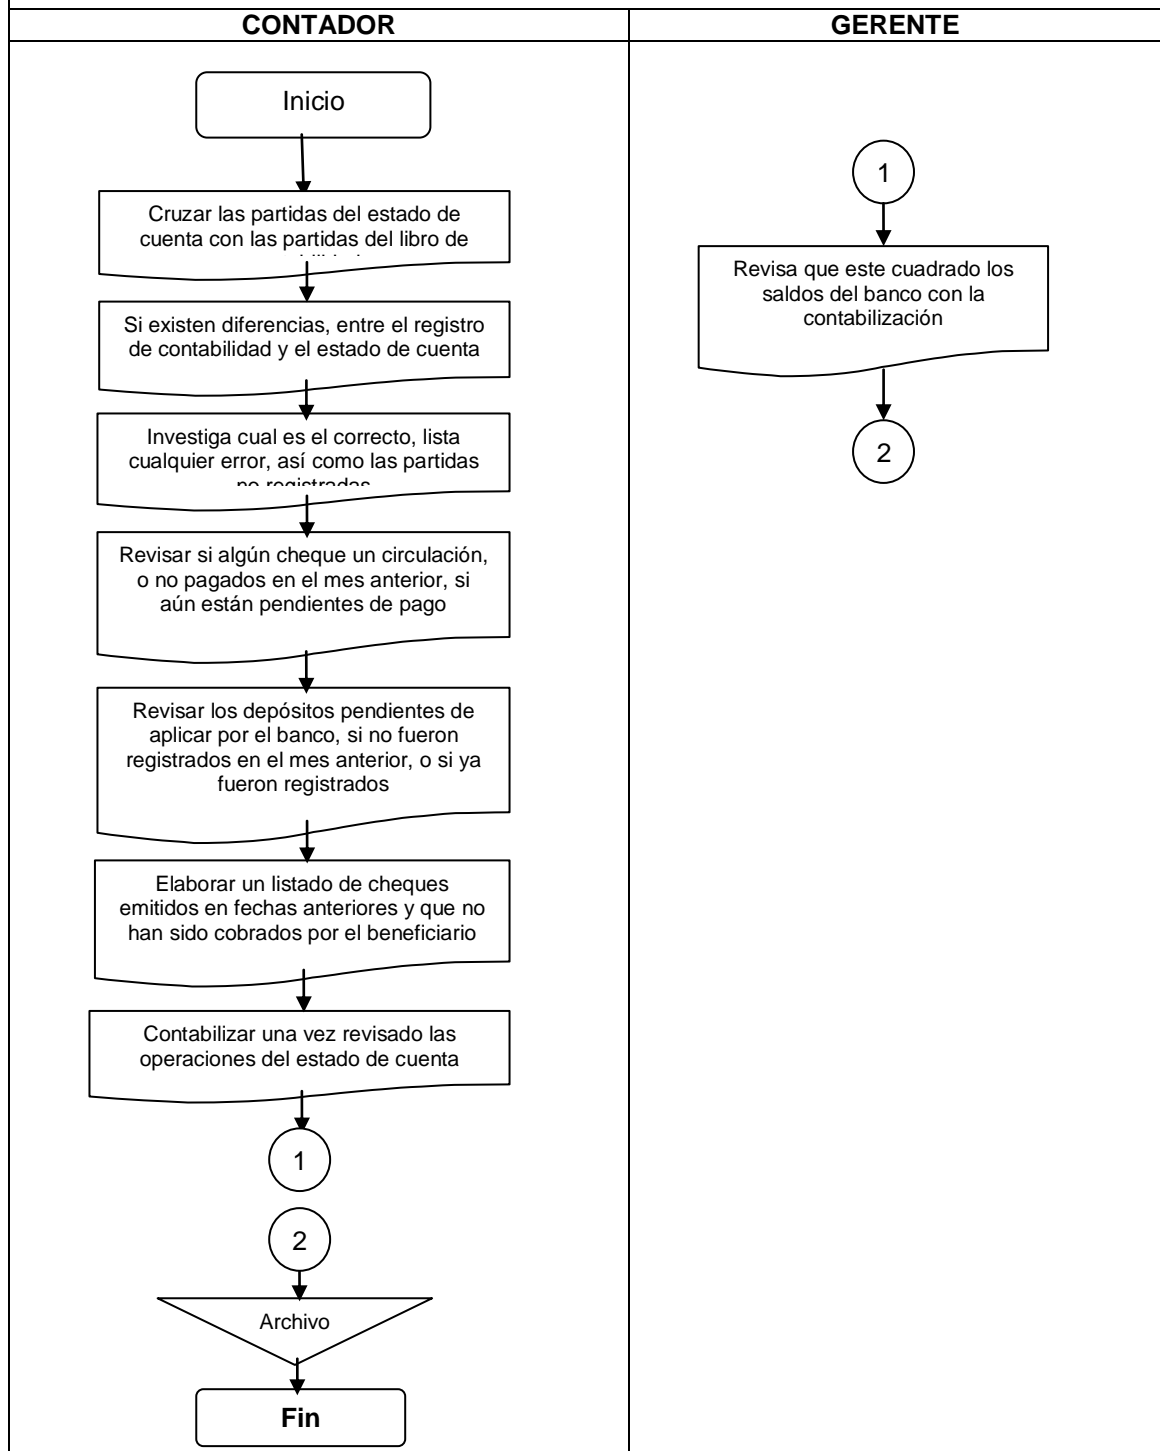 CONTADOR
GERENTE
Inicio
Cruzar las partidas del estado de
cuenta con las partidas del libro de
Si existen diferencias, entre el registro
de contabilidad y el estado de cuenta
Investiga cual es el correcto, lista
cualquier error, así como las partidas
no registradas
Revisar si algún cheque un circulación,
o no pagados en el mes anterior, si
aún están pendientes de pago
Revisar los depósitos pendientes de
aplicar por el banco, si no fueron
registrados en el mes anterior, o si ya
fueron registrados
Elaborar un listado de cheques
emitidos en fechas anteriores y que no
han sido cobrados por el beneficiario
Contabilizar una vez revisado las
operaciones del estado de cuenta
1
2
Archivo
Fin
1
Revisa que este cuadrado los
saldos del banco con la
contabilización
2